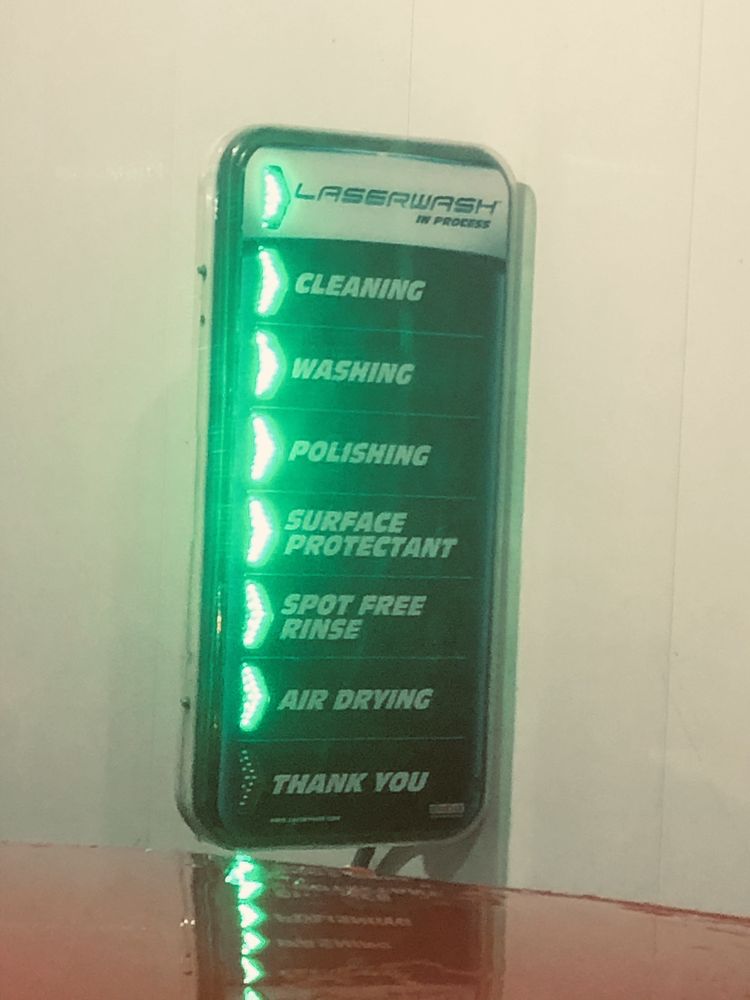 LASERWASH
IN PROCESS
CLEANING
WASHING
POLISHING
SURFACE
PROTECTANT
SPOT FREE
RINSE
AIR DRYING
THANK YOU